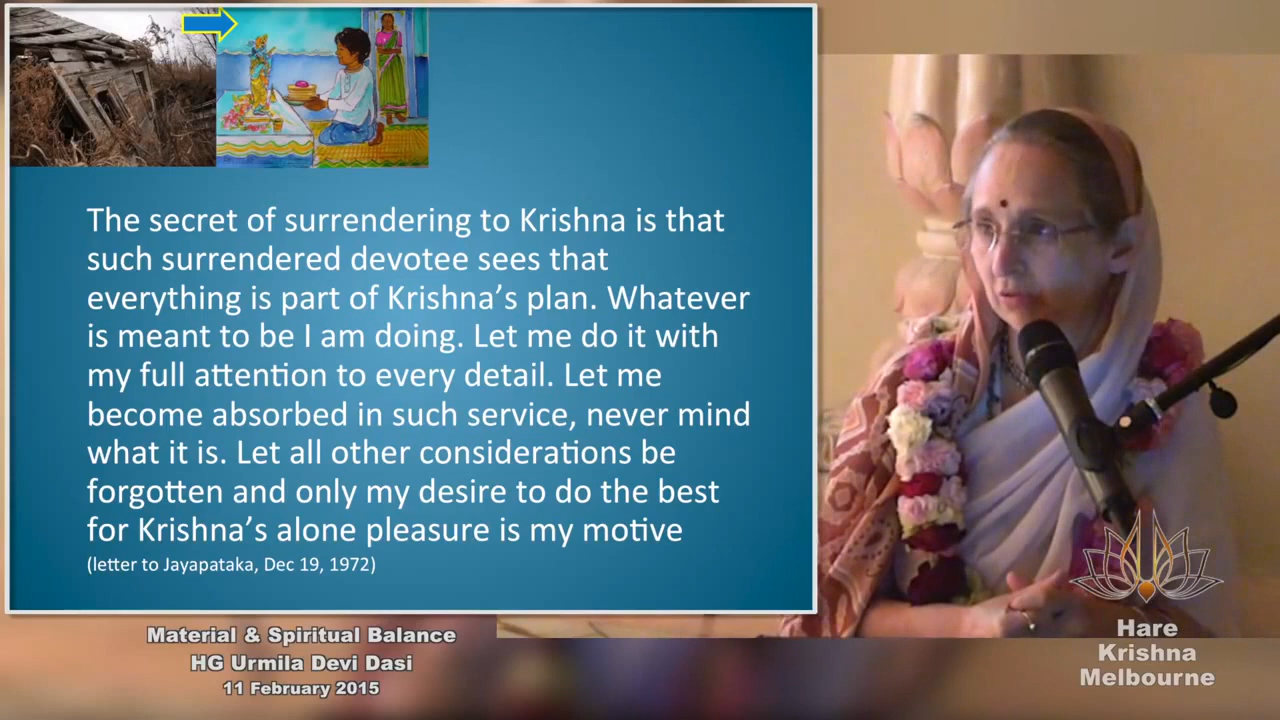 The secret of surrendering to Krishna is that
such surrendered devotee sees that
everything is part of Krishna’s plan. Whatever
is meant to be I am doing. Let me do it with
my full attention to every detail. Let me
become absorbed in such service, never mind
what it is. Let all other considerations be
forgotten and only my desire to do the best
for Krishna’s alone pleasure is my motive
(letter to Jayapataka, Dec 19, 1972)
Material & Spiritual Balance
HG Urmila Devi Dasi
11 February 2015
Hare
Krishna
Melbourne